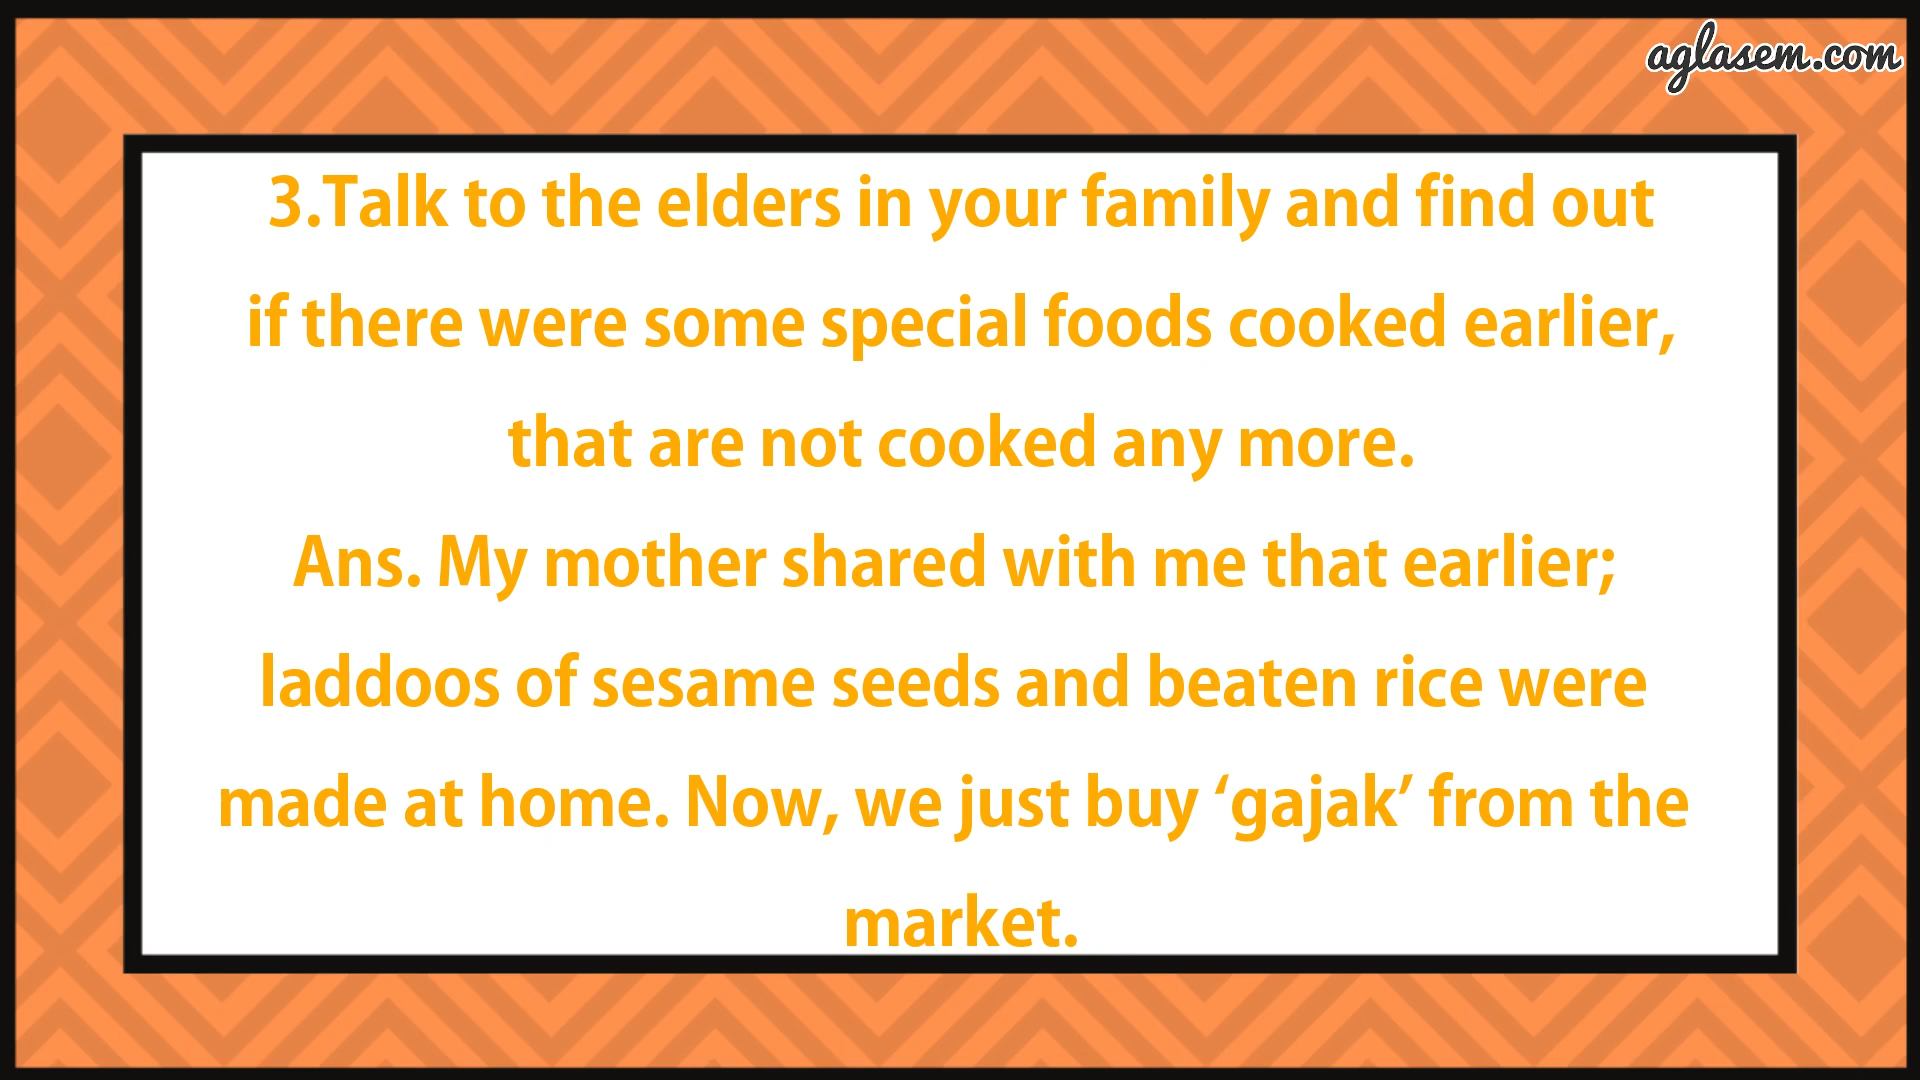 aglasem.com
3.Talk to the elders in your family and find out
if there were some special foods cooked earlier,
that are not cooked any more.
Ans. My mother shared with me that earlier;
laddoos of sesame seeds and beaten rice were
made at home. Now, we just buy ‘gajak’ from the
market.